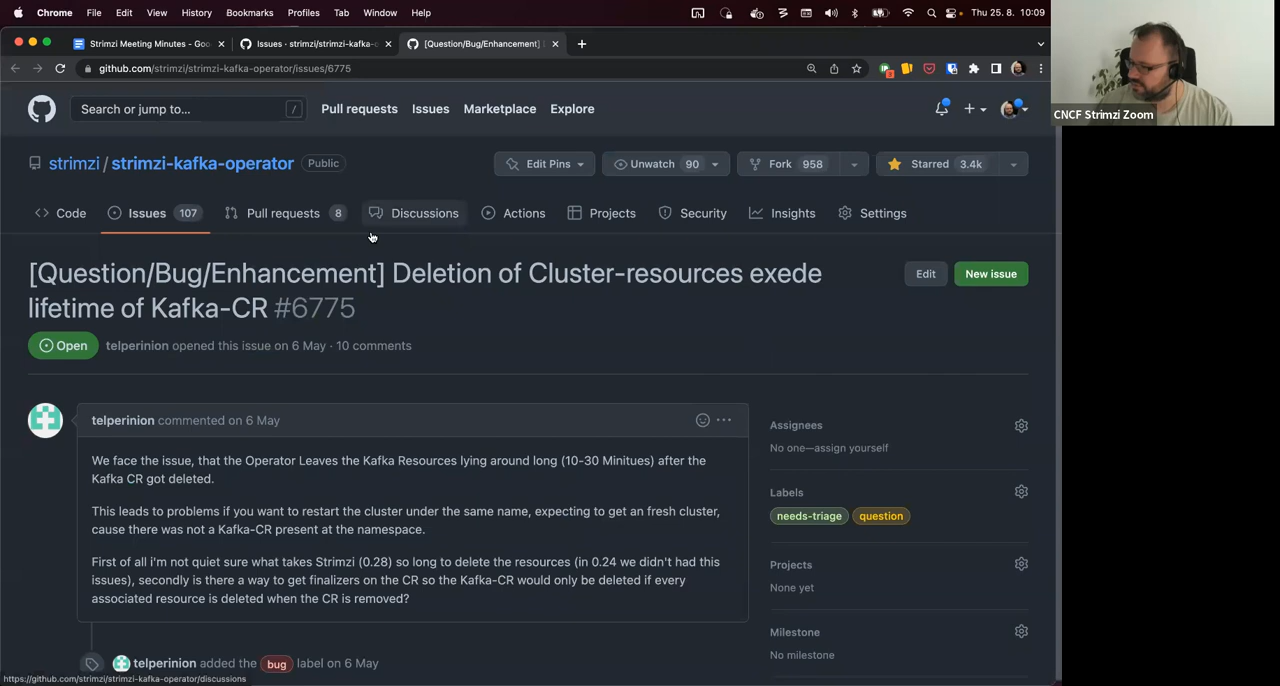 Chrome File Edit View History Bookmarks Profiles Tab Window Help Thu 25. 8. 10:09
Strimzi Meeting Minutes - Goo Issues · strimzi/strimzi-kafka-o [Question/Bug/Enhancement]
github.com/strimzi/strimzi-kafka-operator/issues/6775
Search or jump to... / Pull requests Issues Marketplace Explore
CNCF Strimzi Zoom
strimzi / strimzi-kafka-operator Public Edit Pins Unwatch 90 Fork 958 Starred 3.4k
Code Issues 107 Pull requests 8 Discussions Actions Projects Security Insights Settings
[Question/Bug/Enhancement] Deletion of Cluster-resources exede
lifetime of Kafka-CR #6775
Edit New issue
Open telperinion opened this issue on 6 May · 10 comments
telperinion commented on 6 May
We face the issue, that the Operator Leaves the Kafka Resources lying around long (10-30 Minitues) after the
Kafka CR got deleted.
This leads to problems if you want to restart the cluster under the same name, expecting to get an fresh cluster,
cause there was not a Kafka-CR present at the namespace.
First of all i'm not quiet sure what takes Strimzi (0.28) so long to delete the resources (in 0.24 we didn't had this
issues), secondly is there a way to get finalizers on the CR so the Kafka-CR would only be deleted if every
associated resource is deleted when the CR is removed?
telperinion added the bug label on 6 May
Assignees
No one—assign yourself
Labels
needs-triage question
Projects
None yet
Milestone
No milestone
https://github.com/strimzi/strimzi-kafka-operator/discussions